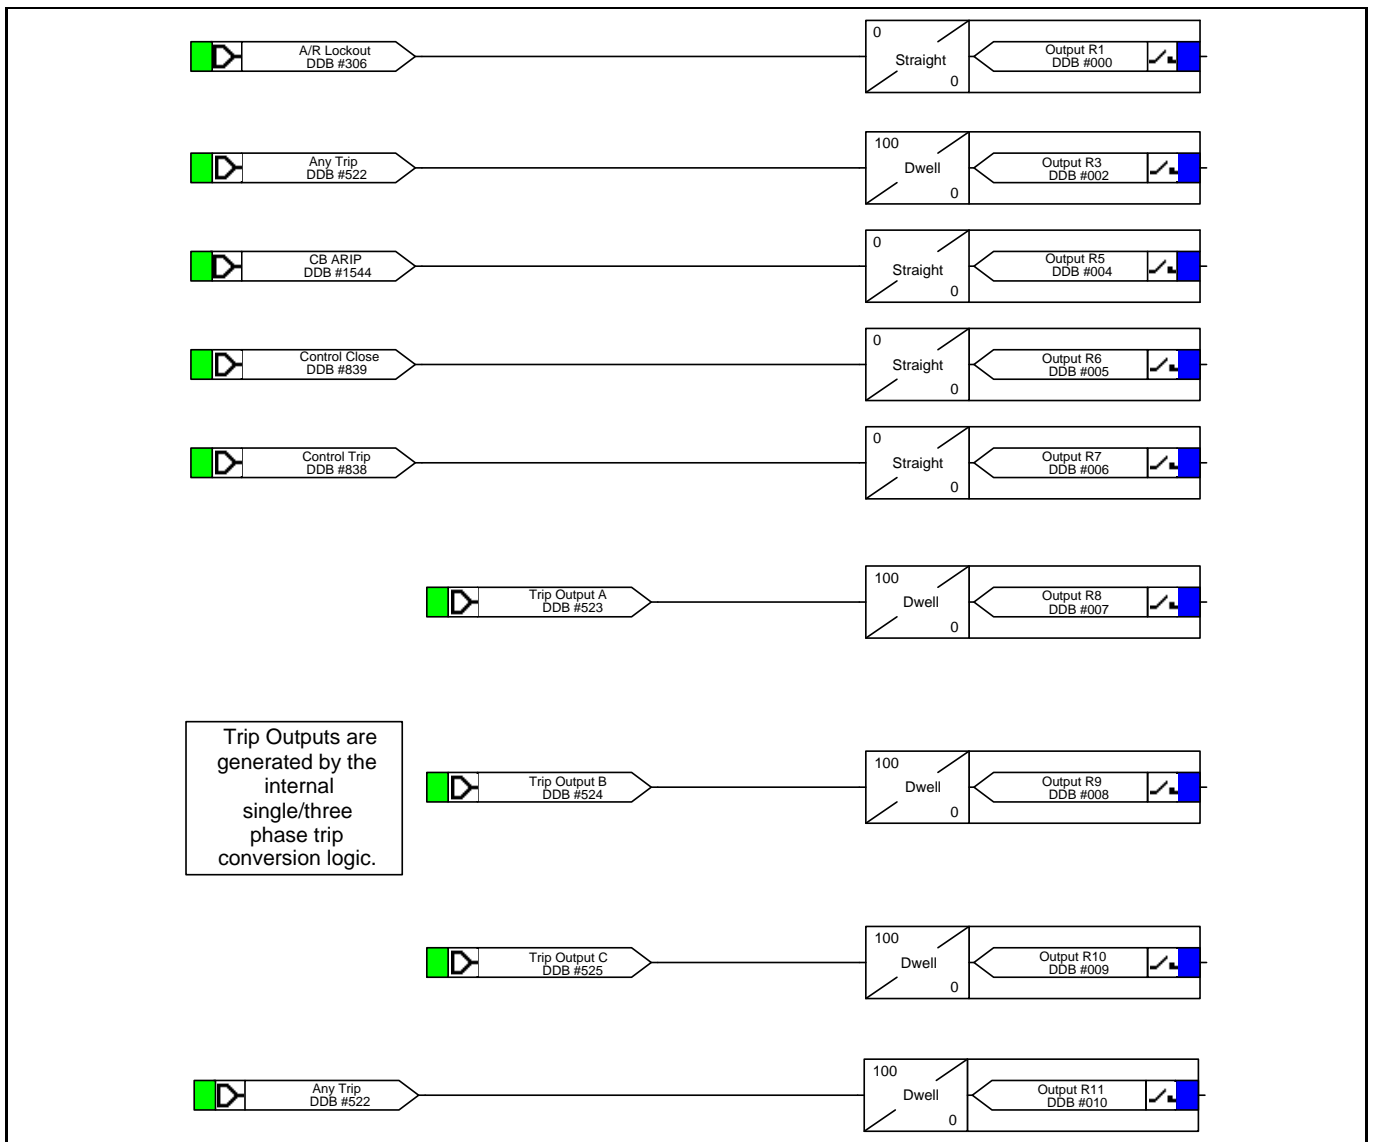 A/R Lockout
DDB #306
0
Straight
0
Output R1
DDB #000
Any Trip
DDB #522
100
Dwell
0
Output R3
DDB #002
CB ARIP
DDB #1544
0
Straight
0
Output R5
DDB #004
Control Close
DDB #839
0
Straight
0
Output R6
DDB #005
Control Trip
DDB #838
0
Straight
0
Output R7
DDB #006
Trip Output A
DDB #523
100
Dwell
0
Output R8
DDB #007
Trip Outputs are
generated by the
internal
single/three
phase trip
conversion logic.
Trip Output B
DDB #524
100
Dwell
0
Output R9
DDB #008
Trip Output C
DDB #525
100
Dwell
0
Output R10
DDB #009
Any Trip
DDB #522
100
Dwell
0
Output R11
DDB #010